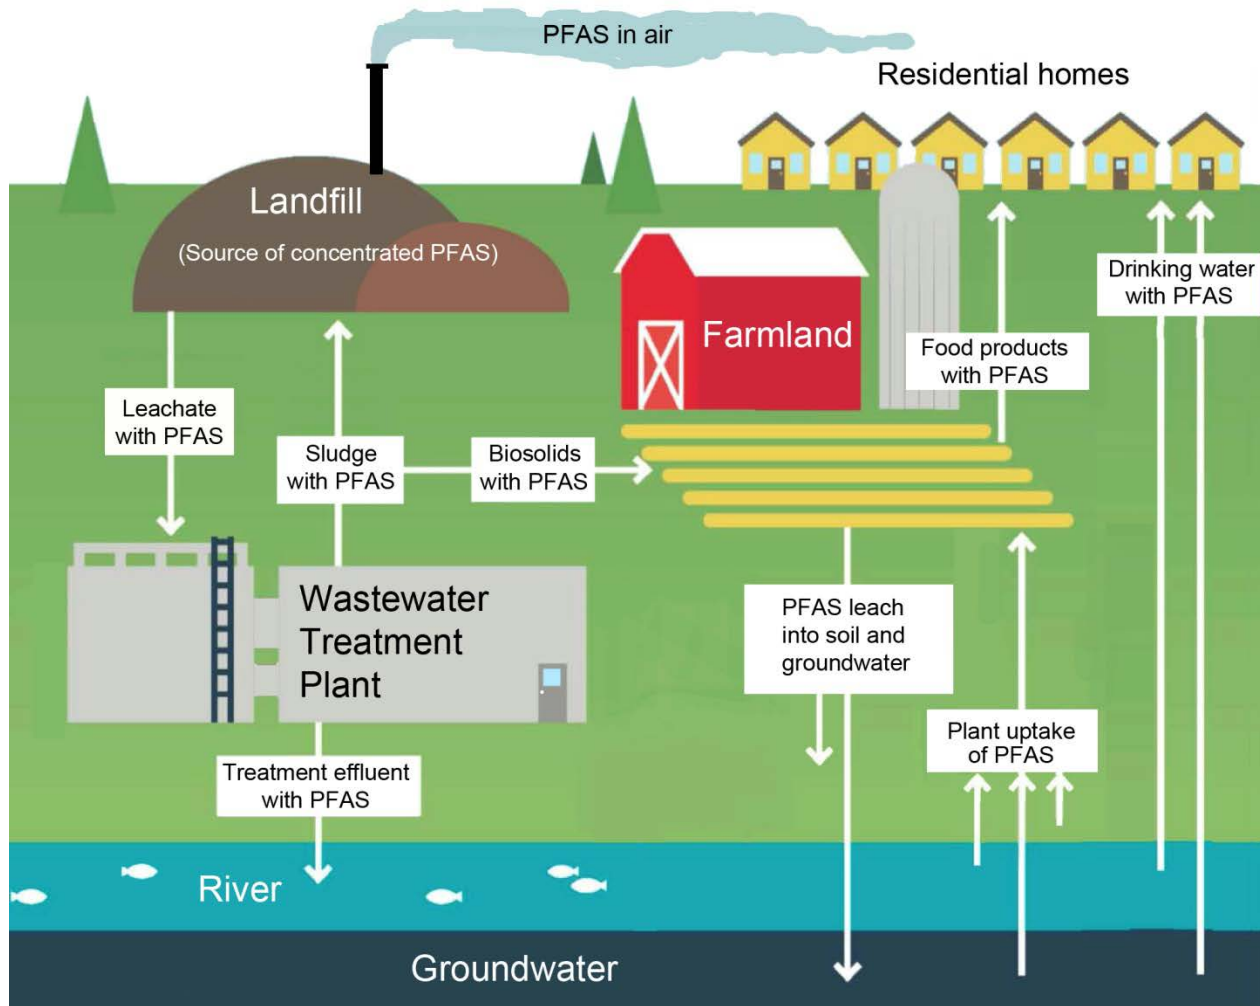 PFAS in air
Residential homes
Landfill
(Source of concentrated PFAS)
Drinking water
with PFAS
Farmland
Food products
with PFAS
Leachate
with PFAS
Sludge
with PFAS
Biosolids
with PFAS
Wastewater
Treatment
Plant
PFAS leach
into soil and
groundwater
Plant uptake
of PFAS
Treatment effluent
with PFAS
River
Groundwater